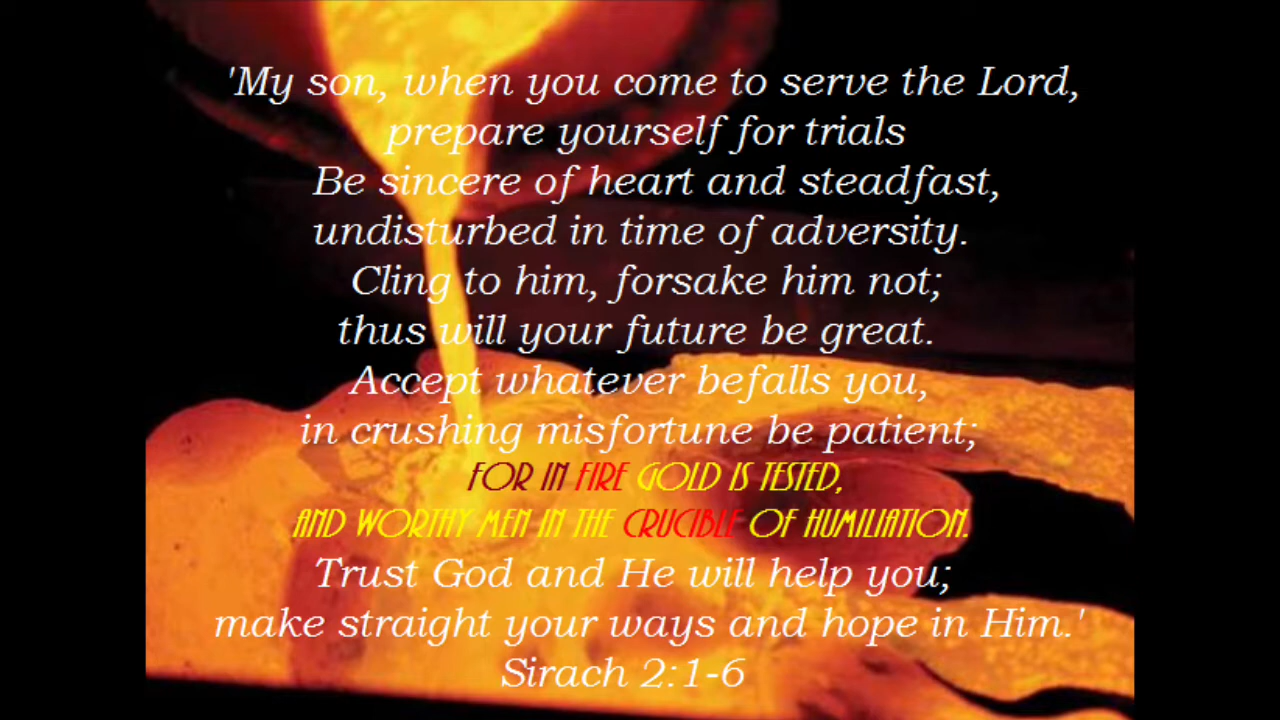 'My son, when you come to serve the Lord,
prepare yourself for trials
Be sincere of heart and steadfast,
undisturbed in time of adversity.
Cling to him, forsake him not;
thus will your future be great.
Accept whatever befalls you,
in crushing misfortune be patient;
FOR IN FIRE GOLD IS TESTED,
AND WORTHY MEN IN THE CRUCIBLE OF HUMILIATION.
Trust God and He will help you;
make straight your ways and hope in Him.'
Sirach 2:1-6